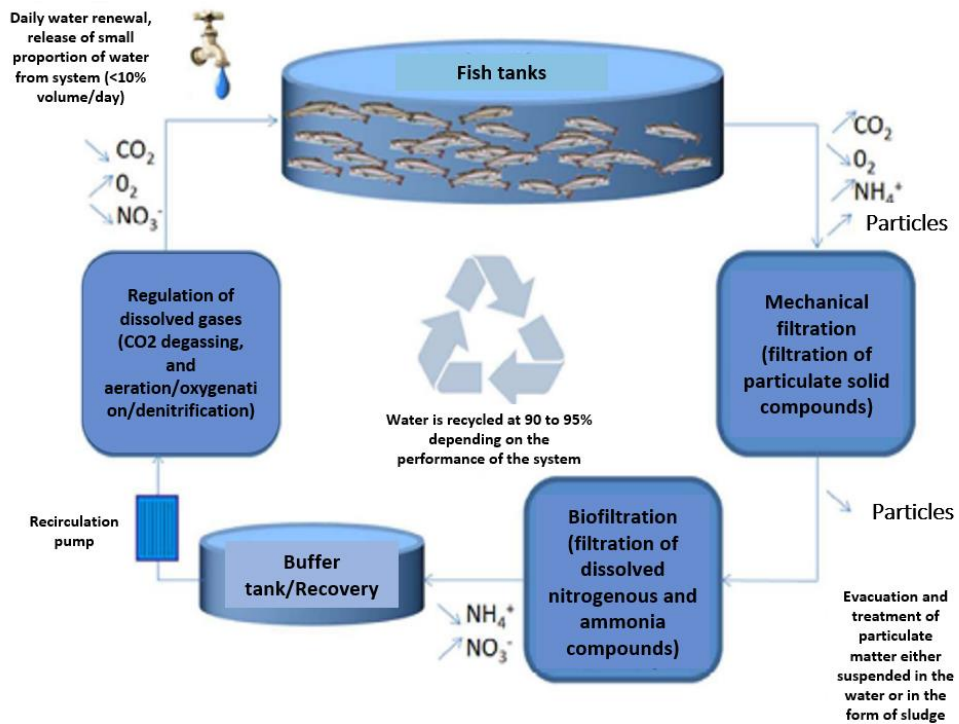 Daily water renewal,
release of small
proportion of water
from system (<10%
volume/day)
Fish tanks
CO2
02
NO3-
CO2
O2
NH4+
Particles
Regulation of
dissolved gases
(CO2 degassing,
and
aeration/oxygenati
on/denitrification)
Mechanical
filtration
(filtration of
particulate solid
compounds)
Water is recycled at 90 to 95%
depending on the
performance of the system
Particles
Recirculation
pump
Buffer
tank/Recovery
Biofiltration
(filtration of
dissolved
nitrogenous and
ammonia
compounds)
NH4+
NO3-
Evacuation and
treatment of
particulate
matter either
suspended in the
water or in the
form of sludge